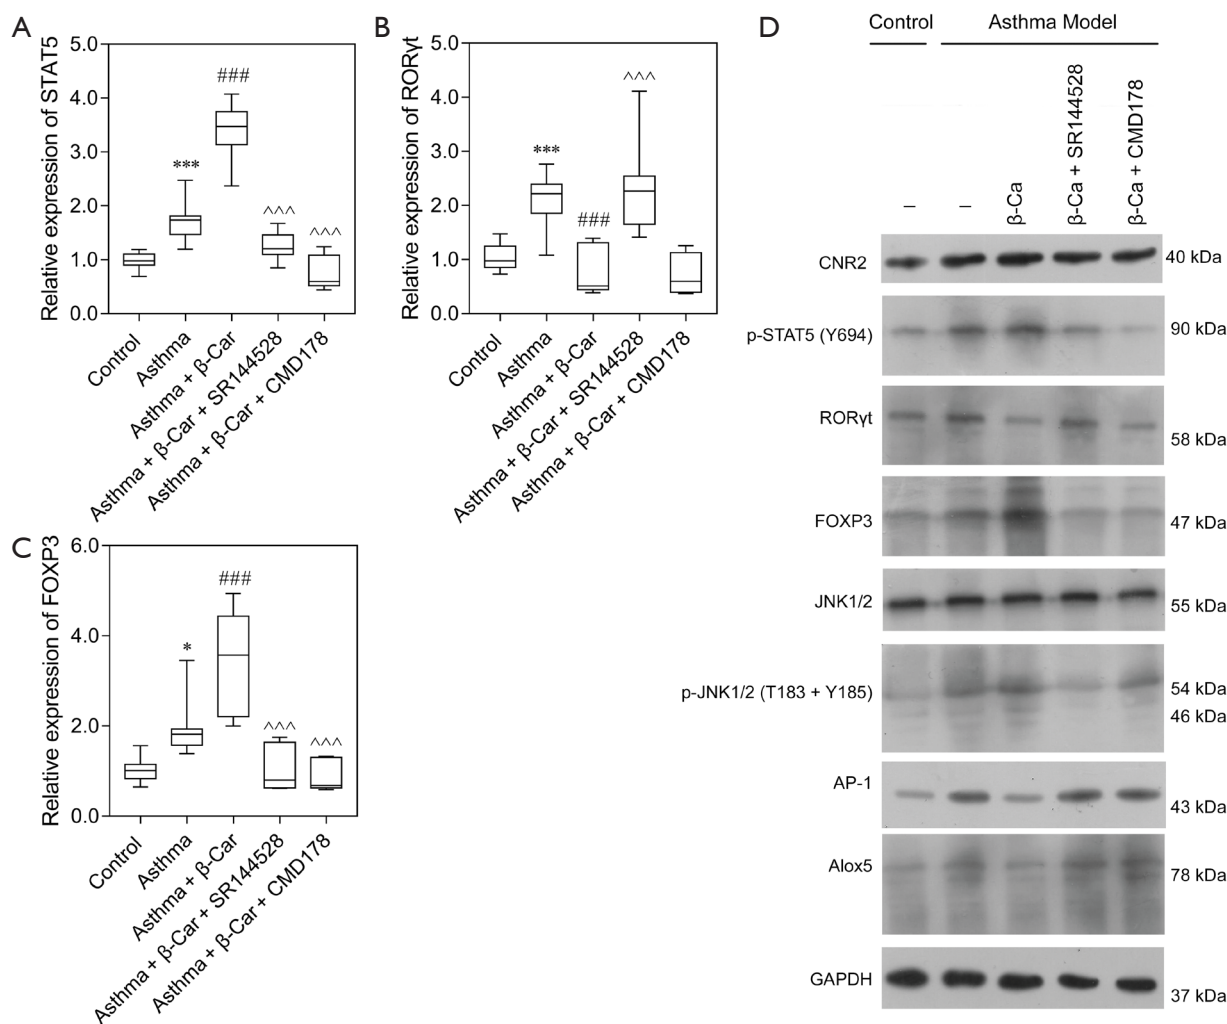 A
Relative expression of STAT5
5.0
4.0
3.0
2.0
1.0
0.0
***
###
^^^
^^^
Control
Asthma
Asthma + β-Car
Asthma + β-Car + SR144528
Asthma + β-Car + CMD178
B
Relative expression of RORγt
5.0
4.0
3.0
2.0
1.0
0.0
***
###
^^^
Control
Asthma
Asthma + β-Car
Asthma + β-Car + SR144528
Asthma + β-Car + CMD178
C
Relative expression of FOXP3
6.0
4.0
2.0
0.0
*
###
^^^
^^^
Control
Asthma
Asthma + β-Car
Asthma + β-Car + SR144528
Asthma + β-Car + CMD178
D
Control Asthma Model
– – β-Ca β-Ca + SR144528 β-Ca + CMD178
CNR2 40 kDa
p-STAT5 (Y694) 90 kDa
RORγt 58 kDa
FOXP3 47 kDa
JNK1/2 55 kDa
p-JNK1/2 (T183 + Y185) 54 kDa
46 kDa
AP-1 43 kDa
Alox5 78 kDa
GAPDH 37 kDa